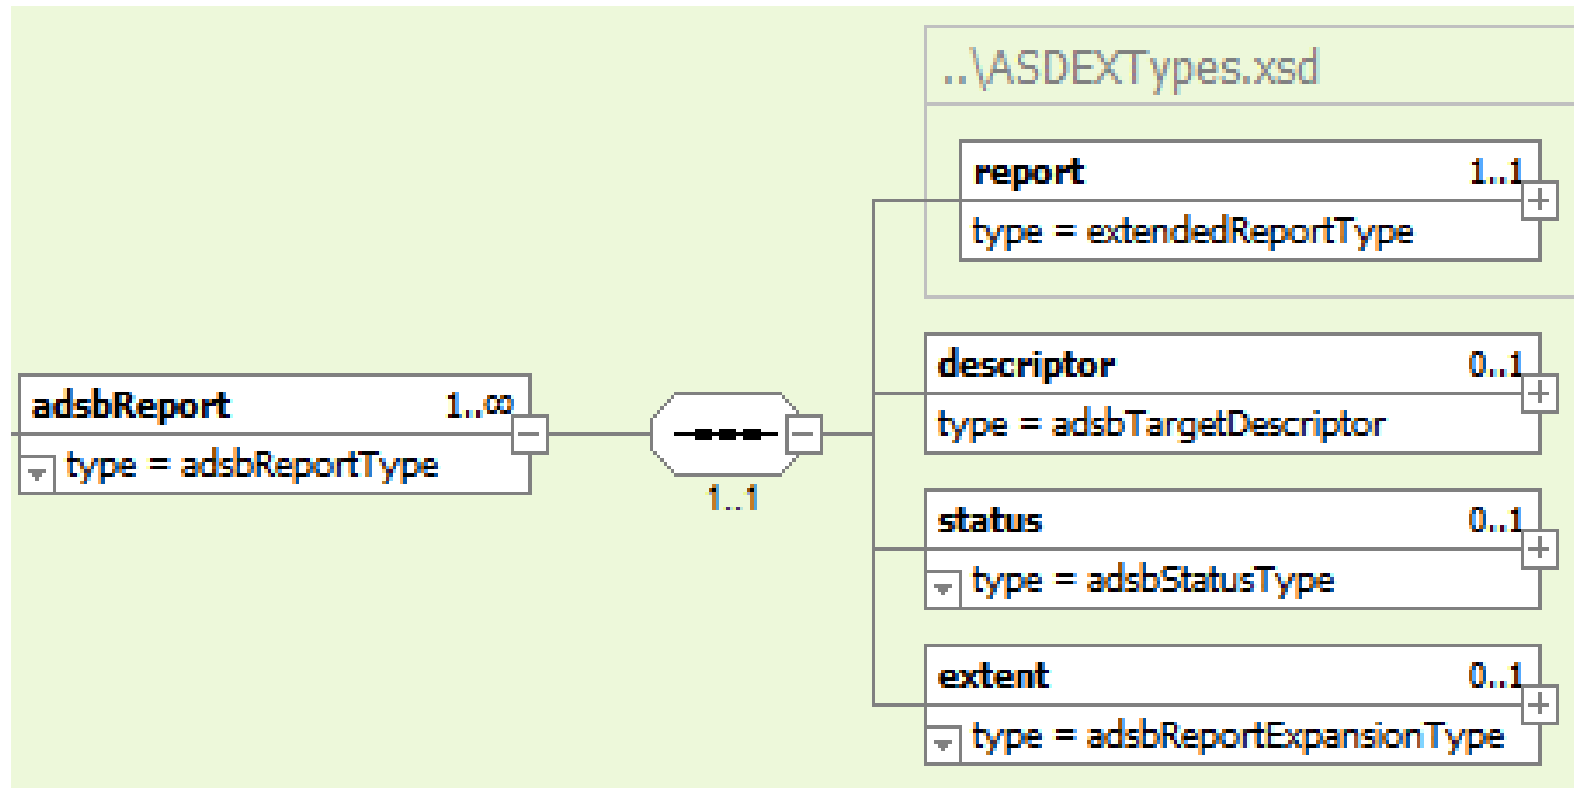 ..\ASDEXTypes.xsd
report 1..1
type = extendedReportType
descriptor 0..1
type = adsbTargetDescriptor
adsbReport 1..∞
type = adsbReportType
1..1
status 0..1
type = adsbStatusType
extent 0..1
type = adsbReportExpansionType